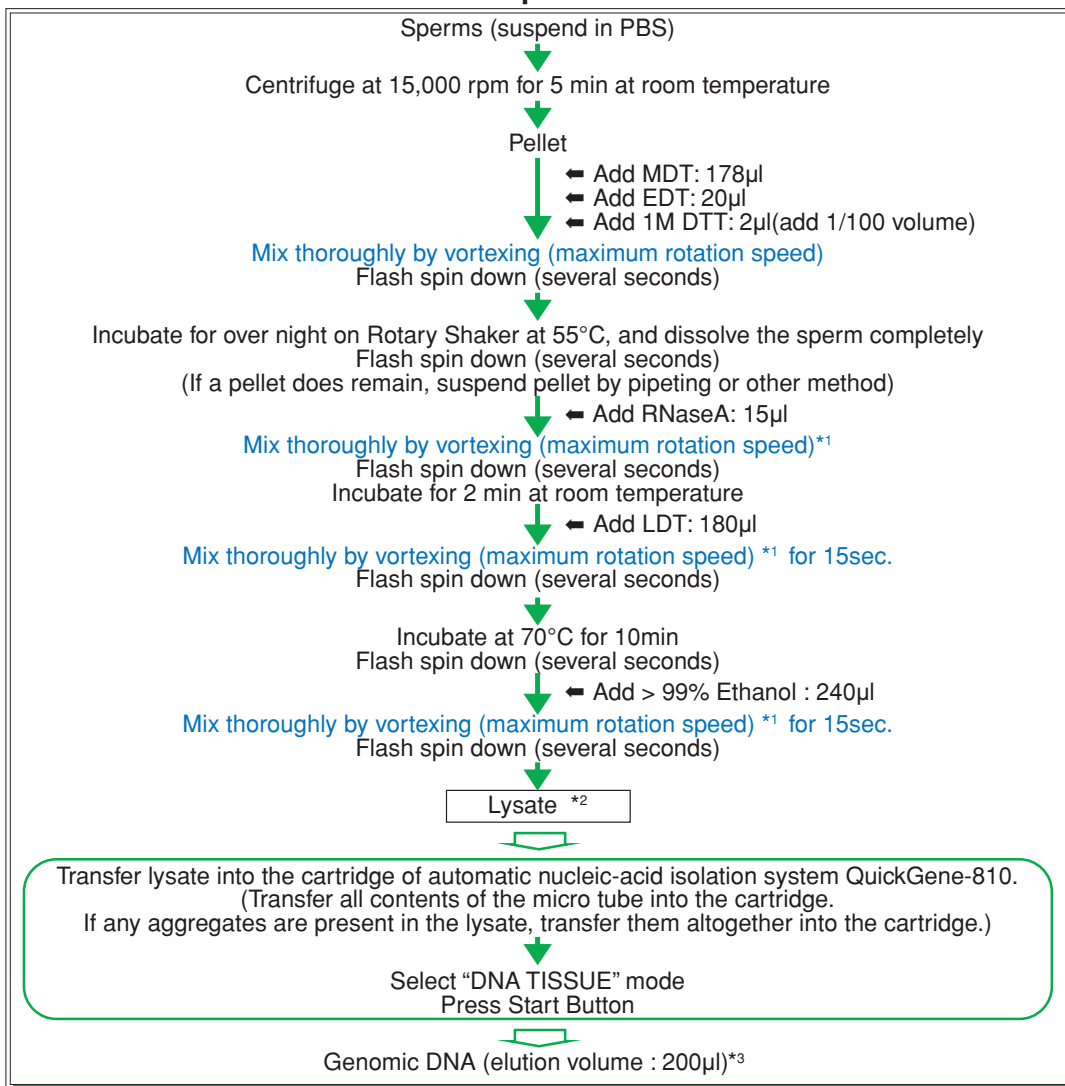 Sperms (suspend in PBS)
Centrifuge at 15,000 rpm for 5 min at room temperature
Pellet
⬅ Add MDT: 178µl
⬅ Add EDT: 20µl
⬅ Add 1M DTT: 2µl(add 1/100 volume)
Mix thoroughly by vortexing (maximum rotation speed)
Flash spin down (several seconds)
Incubate for over night on Rotary Shaker at 55°C, and dissolve the sperm completely
Flash spin down (several seconds)
(If a pellet does remain, suspend pellet by pipeting or other method)
⬅ Add RNaseA: 15µl
Mix thoroughly by vortexing (maximum rotation speed)*1
Flash spin down (several seconds)
Incubate for 2 min at room temperature
⬅ Add LDT: 180µl
Mix thoroughly by vortexing (maximum rotation speed) *1 for 15sec.
Flash spin down (several seconds)
Incubate at 70°C for 10min
Flash spin down (several seconds)
⬅ Add > 99% Ethanol : 240µl
Mix thoroughly by vortexing (maximum rotation speed) *1 for 15sec.
Flash spin down (several seconds)
Lysate *2
Transfer lysate into the cartridge of automatic nucleic-acid isolation system QuickGene-810.
(Transfer all contents of the micro tube into the cartridge.
If any aggregates are present in the lysate, transfer them altogether into the cartridge.)
Select “DNA TISSUE” mode
Press Start Button
Genomic DNA (elution volume : 200µl)*3